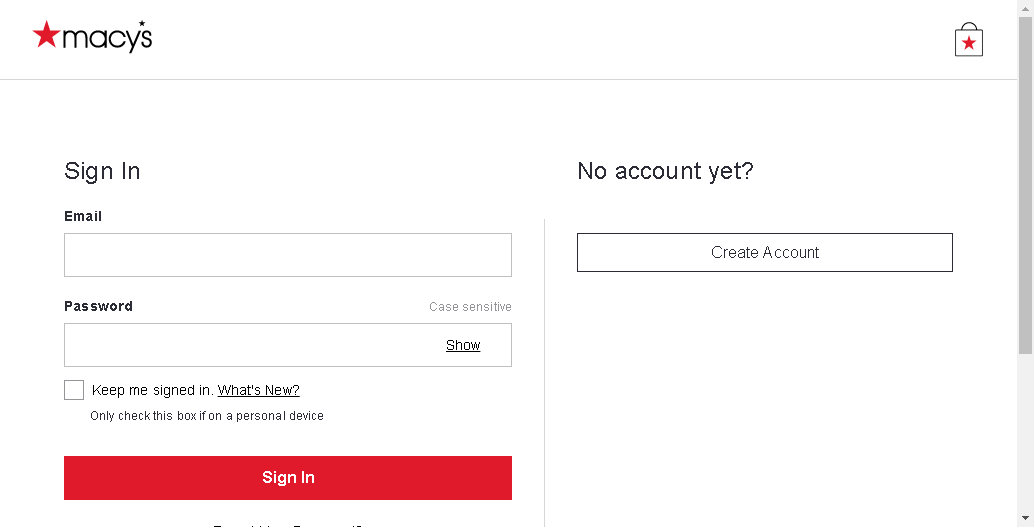 macy's
Sign In
Email
Password
Case sensitive
Show
Keep me signed in. What's New?
Only check this box if on a personal device
Sign In
No account yet?
Create Account